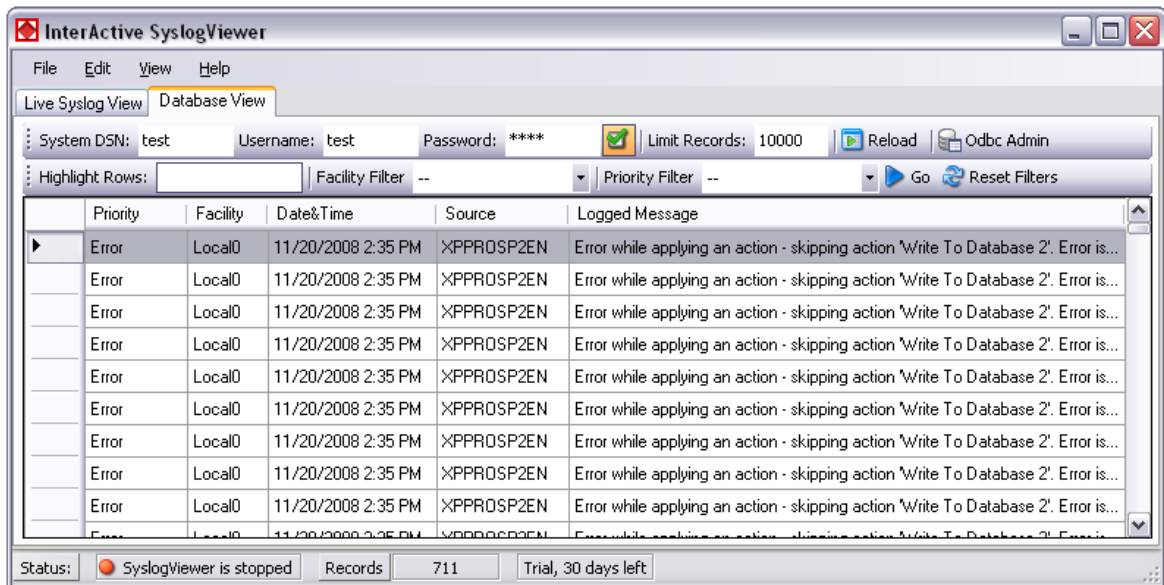 InterActive SyslogViewer
File Edit View Help
Live Syslog View Database View
System DSN: test Username: test Password: **** Limit Records: 10000 Reload Odbc Admin
Highlight Rows: Facility Filter -- Priority Filter -- Go Reset Filters
Priority Facility Date&Time Source Logged Message
Error Local0 11/20/2008 2:35 PM XPPROSP2EN Error while applying an action - skipping action 'Write To Database 2'. Error is...
Error Local0 11/20/2008 2:35 PM XPPROSP2EN Error while applying an action - skipping action 'Write To Database 2'. Error is...
Error Local0 11/20/2008 2:35 PM XPPROSP2EN Error while applying an action - skipping action 'Write To Database 2'. Error is...
Error Local0 11/20/2008 2:35 PM XPPROSP2EN Error while applying an action - skipping action 'Write To Database 2'. Error is...
Error Local0 11/20/2008 2:35 PM XPPROSP2EN Error while applying an action - skipping action 'Write To Database 2'. Error is...
Error Local0 11/20/2008 2:35 PM XPPROSP2EN Error while applying an action - skipping action 'Write To Database 2'. Error is...
Error Local0 11/20/2008 2:35 PM XPPROSP2EN Error while applying an action - skipping action 'Write To Database 2'. Error is...
Error Local0 11/20/2008 2:35 PM XPPROSP2EN Error while applying an action - skipping action 'Write To Database 2'. Error is...
Error Local0 11/20/2008 2:35 PM XPPROSP2EN Error while applying an action - skipping action 'Write To Database 2'. Error is...
Status: SyslogViewer is stopped Records 711 Trial, 30 days left